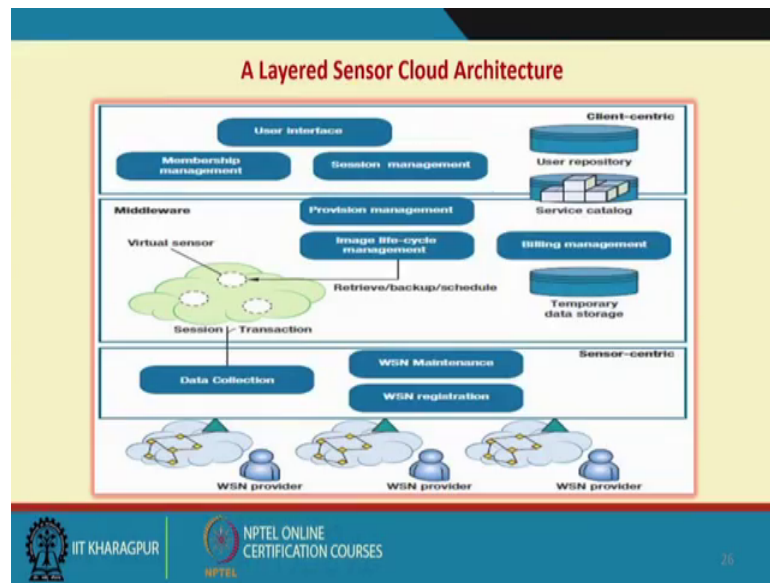 A Layered Sensor Cloud Architecture
Client-centric
User interface
User repository
Membership
management
Session management
Service catalog
Middleware
Provision management
Virtual sensor
Image life-cycle
management
Billing management
Retrieve/backup/schedule
Temporary
data storage
Session
Transaction
Sensor-centric
Data Collection
WSN Maintenance
WSN registration
WSN provider
WSN provider
WSN provider
IIT KHARAGPUR
NPTEL
NPTEL ONLINE
CERTIFICATION COURSES
26